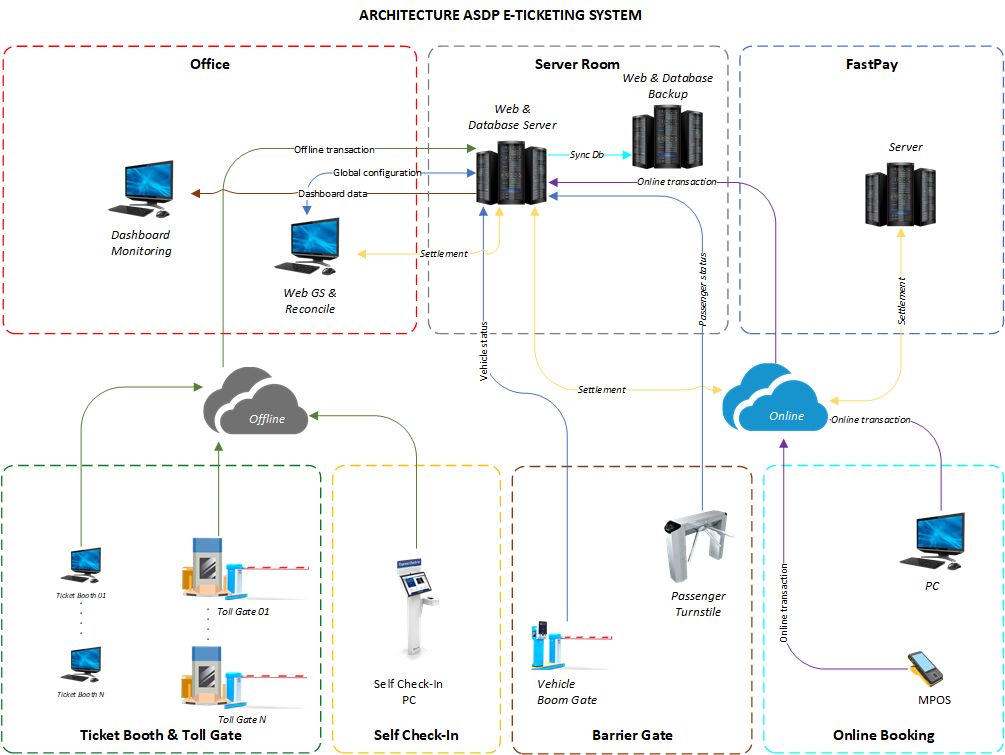 ARCHITECTURE ASDP E-TICKETING SYSTEM
Office
Server Room
FastPay
Web & Database
Backup
Web &
Database Server
Server
Offline transaction
Sync Db
Global configuration
Online transaction
Dashboard data
Dashboard
Monitoring
Settlement
Web GS &
Reconcile
Passenger status
Settlement
Vehicle status
Settlement
Offline
Online
Online transaction
Ticket Booth 01
Toll Gate 01
Ticket Booth N
Toll Gate N
Ticket Booth & Toll Gate
Self Check-In
PC
Self Check-In
Passenger
Turnstile
Vehicle
Boom Gate
Barrier Gate
Online transaction
PC
MPOS
Online Booking